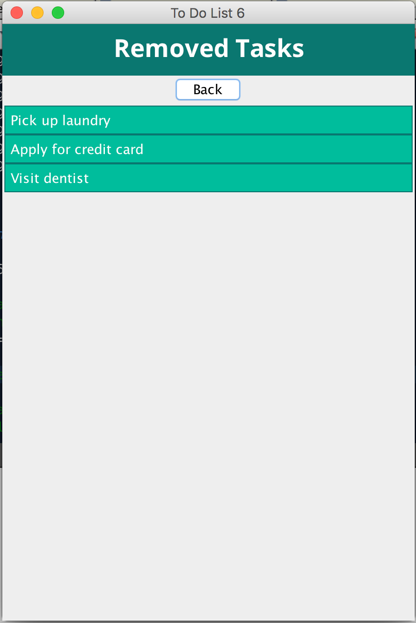 To Do List 6
Removed Tasks
Back
Pick up laundry
Apply for credit card
Visit dentist